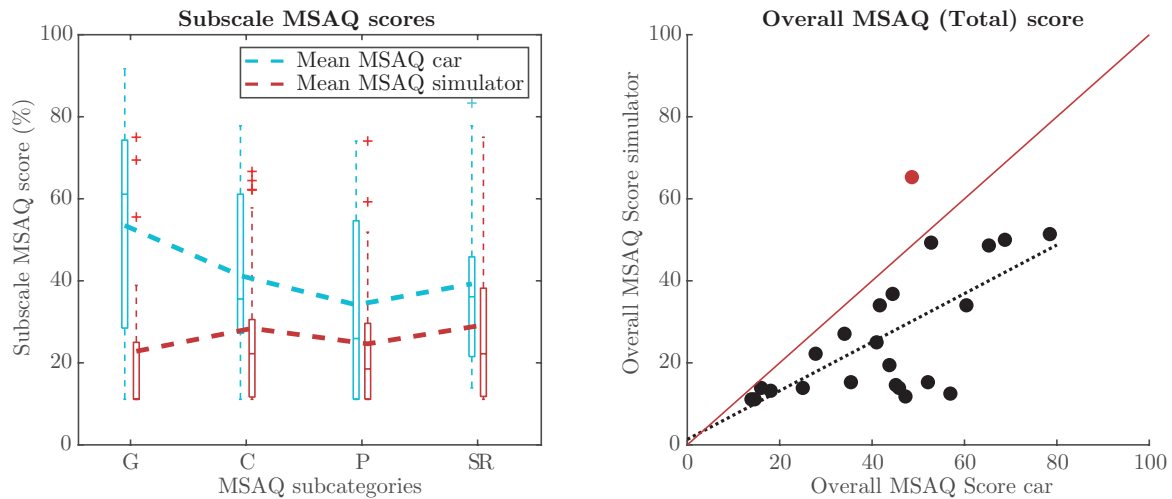 Subscale MSAQ scores
100
80
60
40
20
0
Subscale MSAQ score (%)
Mean MSAQ car
Mean MSAQ simulator
G C P SR
MSAQ subcategories
Overall MSAQ (Total) score
100
80
60
40
20
0
Overall MSAQ Score simulator
0 20 40 60 80 100
Overall MSAQ Score car